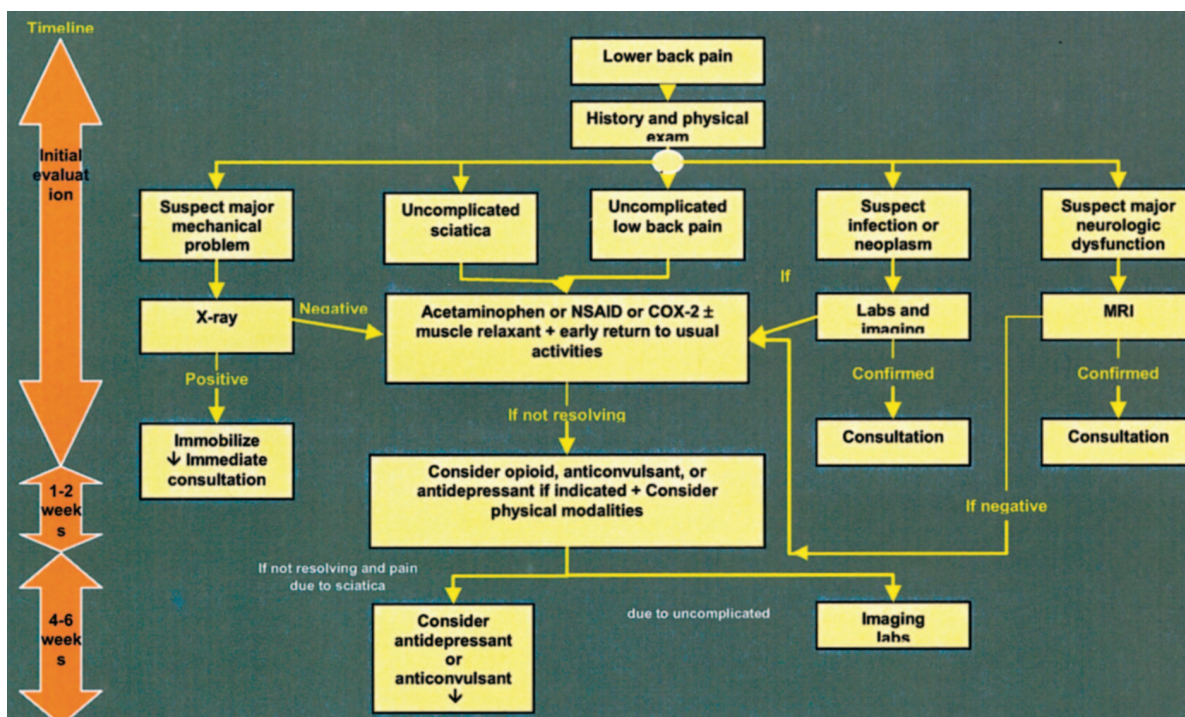 Timeline
Lower back pain
History and physical
exam
Initial
evaluat
ion
Suspect major
mechanical
problem
Uncomplicated
sciatica
Uncomplicated
low back pain
Suspect
infection or
neoplasm
Suspect major
neurologic
dysfunction
If
X-ray
Negative
Acetaminophen or NSAID or COX-2 ±
muscle relaxant + early return to usual
activities
Labs and
imaging
MRI
Positive
Confirmed
Confirmed
If not resolving
Immobilize
↓ Immediate
consultation
Consultation
Consultation
1-2
week
s
Consider opioid, anticonvulsant, or
antidepressant if indicated + Consider
physical modalities
If negative
If not resolving and pain
due to sciatica
due to uncomplicated
4-6
week
s
Consider
antidepressant
or
anticonvulsant
↓
Imaging
labs